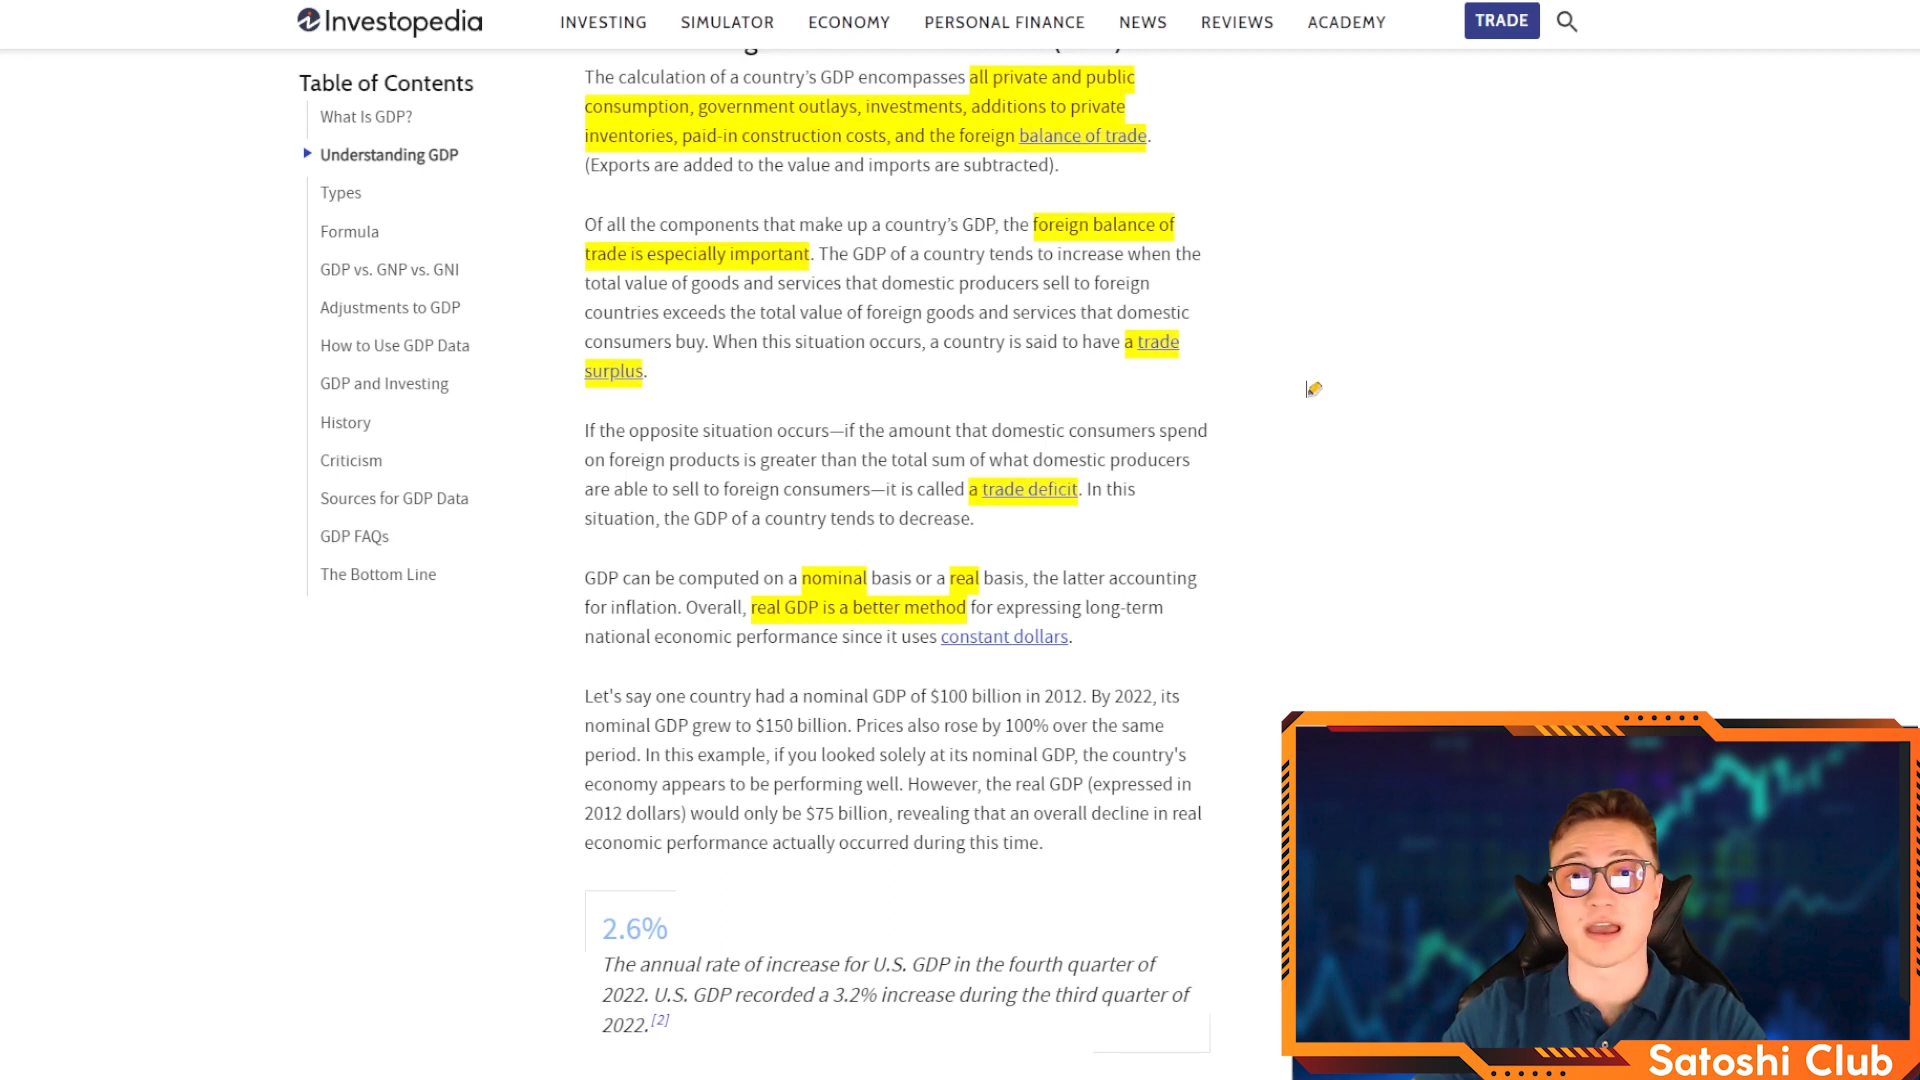 Investopedia
INVESTING
SIMULATOR
ECONOMY
PERSONAL FINANCE
NEWS
REVIEWS
ACADEMY
TRADE
Table of Contents
What Is GDP?
Understanding GDP
Types
Formula
GDP vs. GNP vs. GNI
Adjustments to GDP
How to Use GDP Data
GDP and Investing
History
Criticism
Sources for GDP Data
GDP FAQs
The Bottom Line
The calculation of a country’s GDP encompasses all private and public
consumption, government outlays, investments, additions to private
inventories, paid-in construction costs, and the foreign balance of trade.
(Exports are added to the value and imports are subtracted).
Of all the components that make up a country’s GDP, the foreign balance of
trade is especially important. The GDP of a country tends to increase when the
total value of goods and services that domestic producers sell to foreign
countries exceeds the total value of foreign goods and services that domestic
consumers buy. When this situation occurs, a country is said to have a trade
surplus.
If the opposite situation occurs—if the amount that domestic consumers spend
on foreign products is greater than the total sum of what domestic producers
are able to sell to foreign consumers—it is called a trade deficit. In this
situation, the GDP of a country tends to decrease.
GDP can be computed on a nominal basis or a real basis, the latter accounting
for inflation. Overall, real GDP is a better method for expressing long-term
national economic performance since it uses constant dollars.
Let's say one country had a nominal GDP of $100 billion in 2012. By 2022, its
nominal GDP grew to $150 billion. Prices also rose by 100% over the same
period. In this example, if you looked solely at its nominal GDP, the country's
economy appears to be performing well. However, the real GDP (expressed in
2012 dollars) would only be $75 billion, revealing that an overall decline in real
economic performance actually occurred during this time.
2.6%
The annual rate of increase for U.S. GDP in the fourth quarter of
2022. U.S. GDP recorded a 3.2% increase during the third quarter of
2022.[2]
Satoshi Club